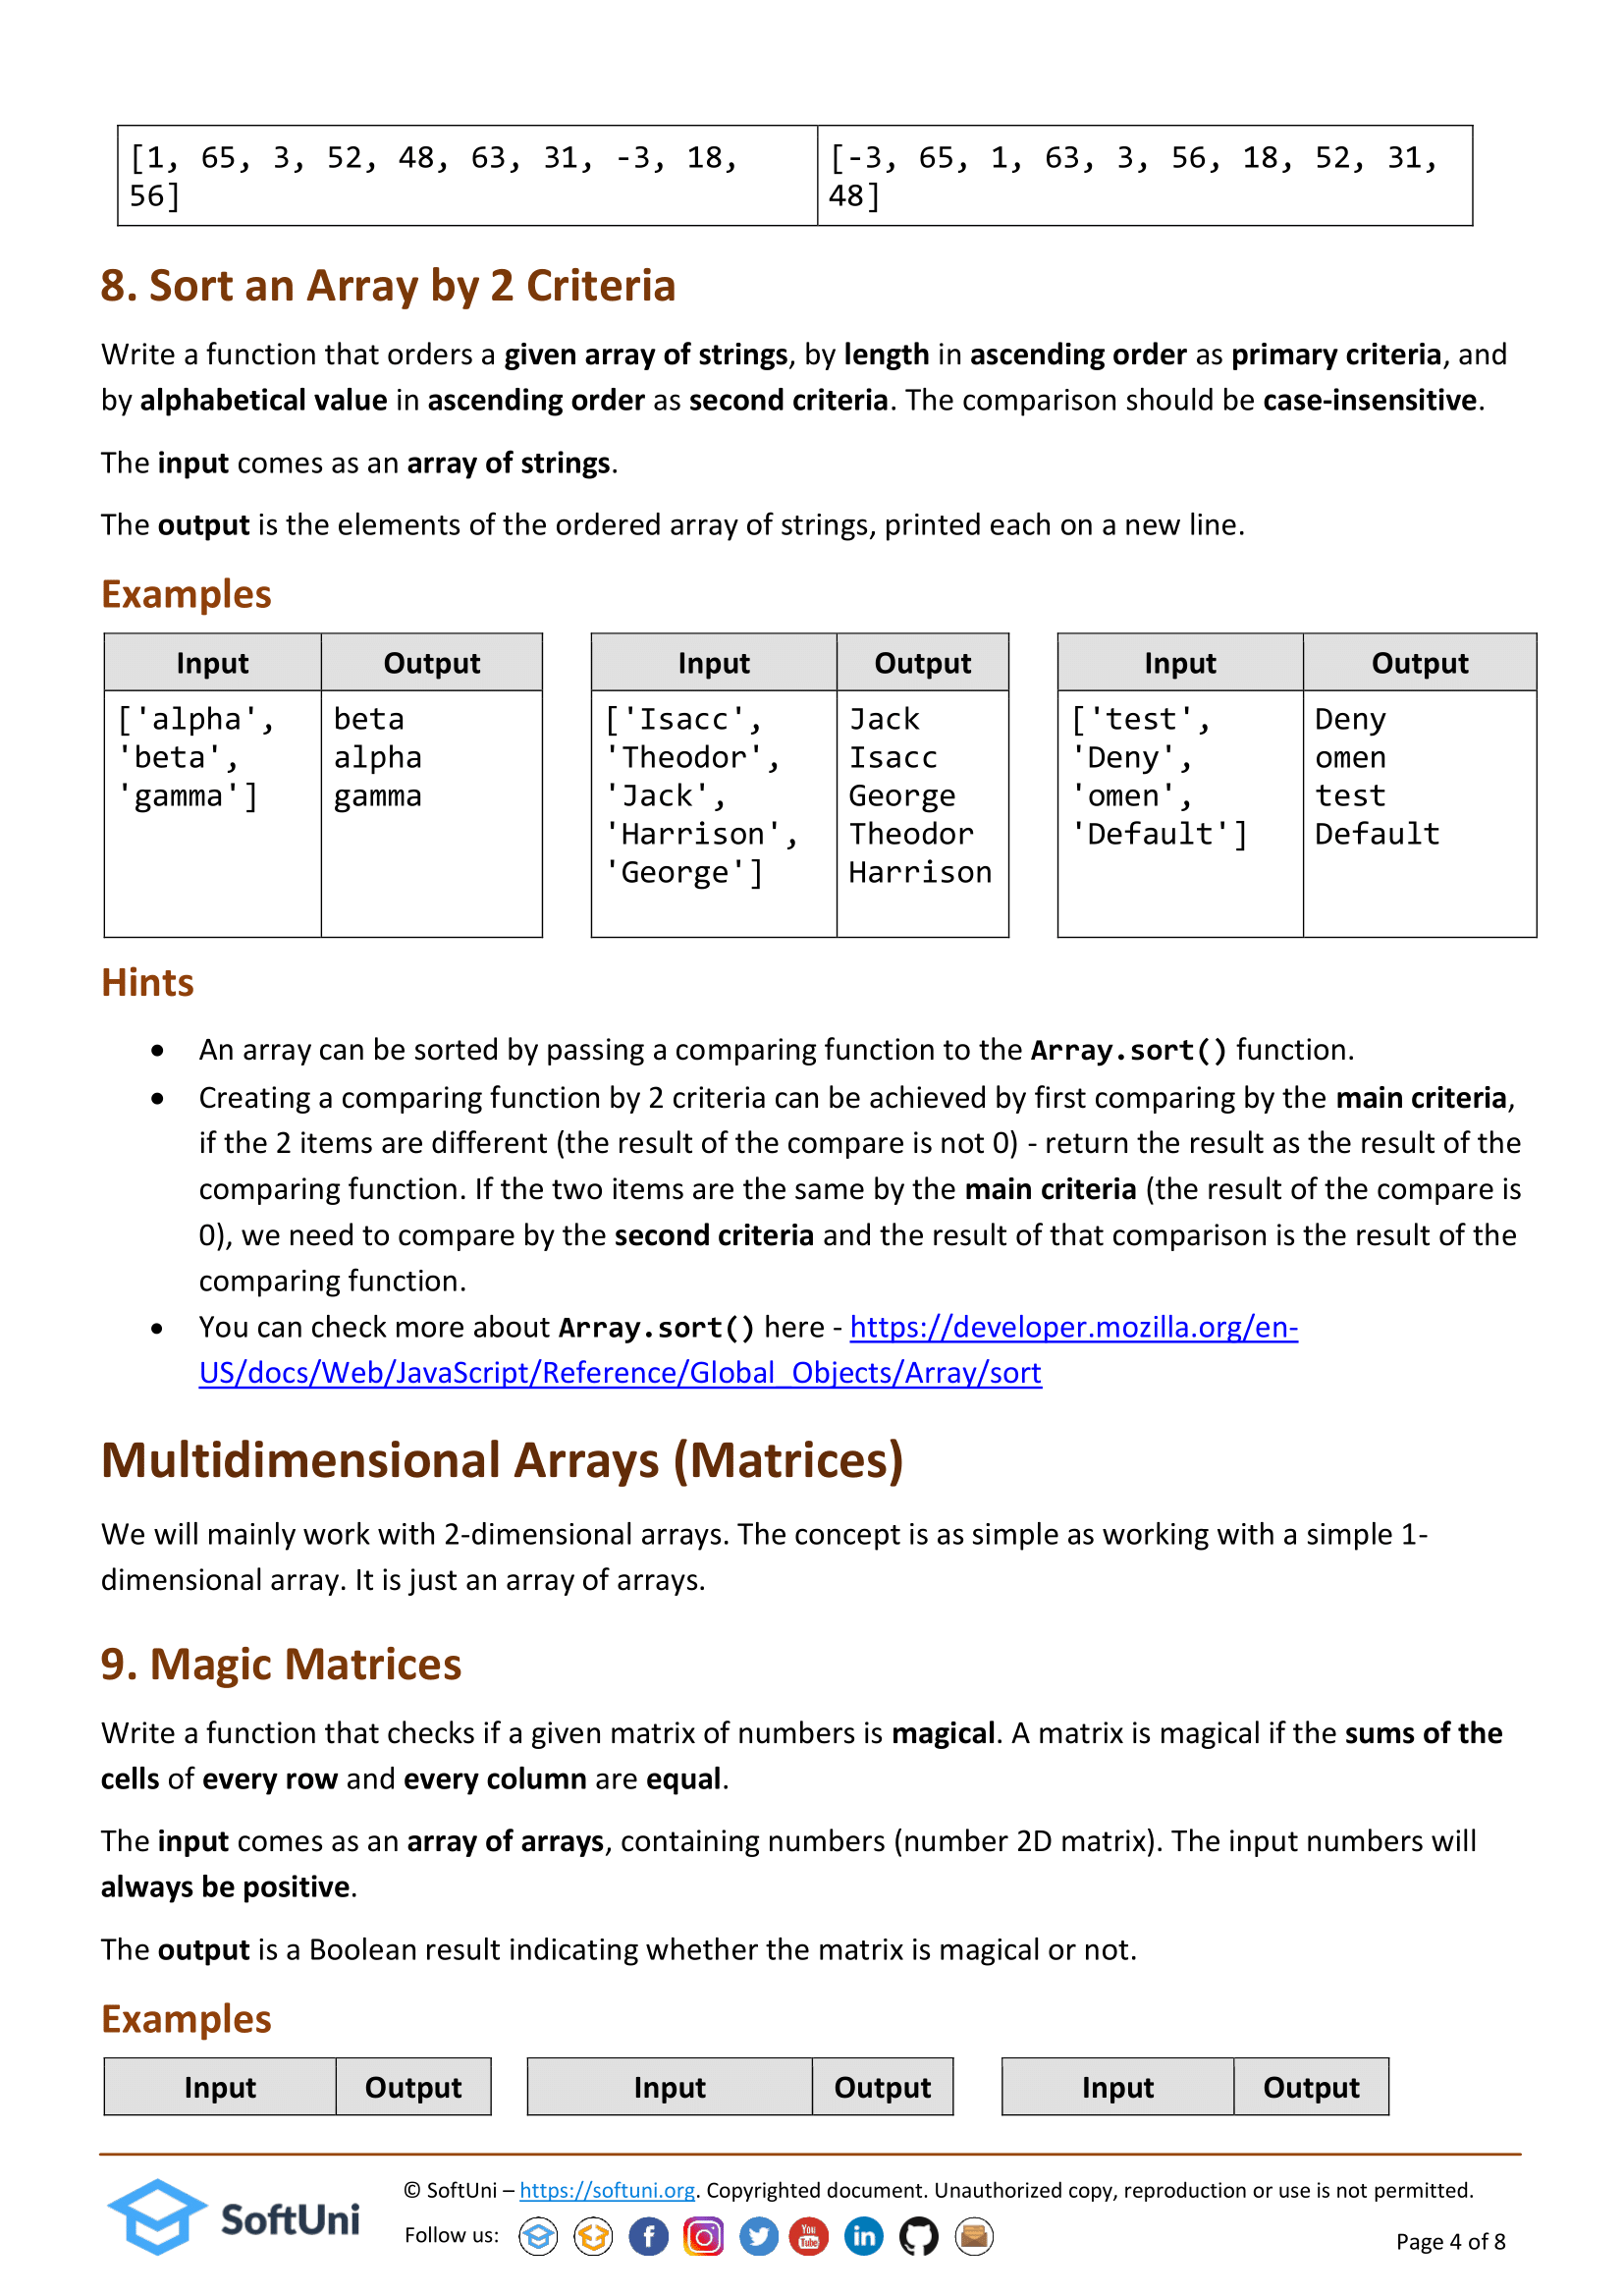 [1, 65, 3, 52, 48, 63, 31, -3, 18,
56]
[-3, 65, 1, 63, 3, 56, 18, 52, 31,
48]
8. Sort an Array by 2 Criteria
Write a function that orders a given array of strings, by length in ascending order as primary criteria, and
by alphabetical value in ascending order as second criteria. The comparison should be case-insensitive.
The input comes as an array of strings.
The output is the elements of the ordered array of strings, printed each on a new line.
Examples
Input Output
['alpha',
'beta',
'gamma']
beta
alpha
gamma
Input Output
['Isacc',
'Theodor',
'Jack',
'Harrison',
'George']
Jack
Isacc
George
Theodor
Harrison
Input Output
['test',
'Deny',
'omen',
'Default']
Deny
omen
test
Default
Hints
• An array can be sorted by passing a comparing function to the Array.sort() function.
• Creating a comparing function by 2 criteria can be achieved by first comparing by the main criteria,
if the 2 items are different (the result of the compare is not 0) - return the result as the result of the
comparing function. If the two items are the same by the main criteria (the result of the compare is
0), we need to compare by the second criteria and the result of that comparison is the result of the
comparing function.
• You can check more about Array.sort() here - https://developer.mozilla.org/en-
US/docs/Web/JavaScript/Reference/Global_Objects/Array/sort
Multidimensional Arrays (Matrices)
We will mainly work with 2-dimensional arrays. The concept is as simple as working with a simple 1-
dimensional array. It is just an array of arrays.
9. Magic Matrices
Write a function that checks if a given matrix of numbers is magical. A matrix is magical if the sums of the
cells of every row and every column are equal.
The input comes as an array of arrays, containing numbers (number 2D matrix). The input numbers will
always be positive.
The output is a Boolean result indicating whether the matrix is magical or not.
Examples
Input Output
Input Output
Input Output
SoftUni
© SoftUni – https://softuni.org. Copyrighted document. Unauthorized copy, reproduction or use is not permitted.
Follow us:
You
Tube
Page 4 of 8